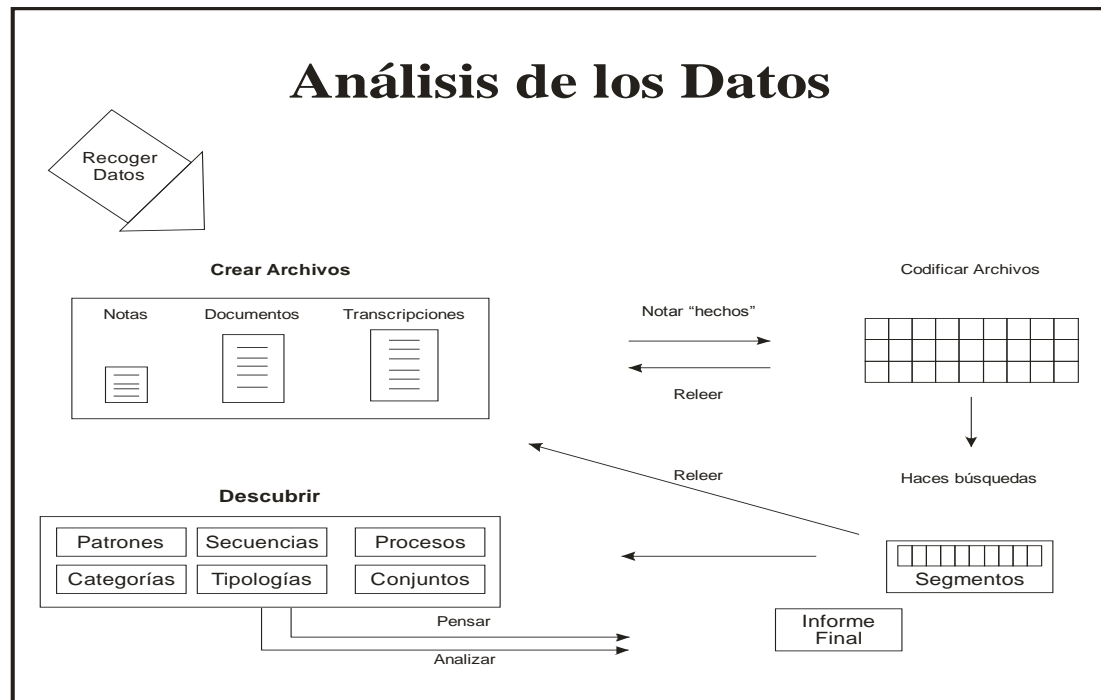 Análisis de los Datos
Recoger
Datos
Crear Archivos
Codificar Archivos
Notas
Documentos
Transcripciones
Notar “hechos”
Releer
Releer
Haces búsquedas
Descubrir
Patrones
Secuencias
Procesos
Categorías
Tipologías
Conjuntos
Segmentos
Pensar
Analizar
Informe
Final